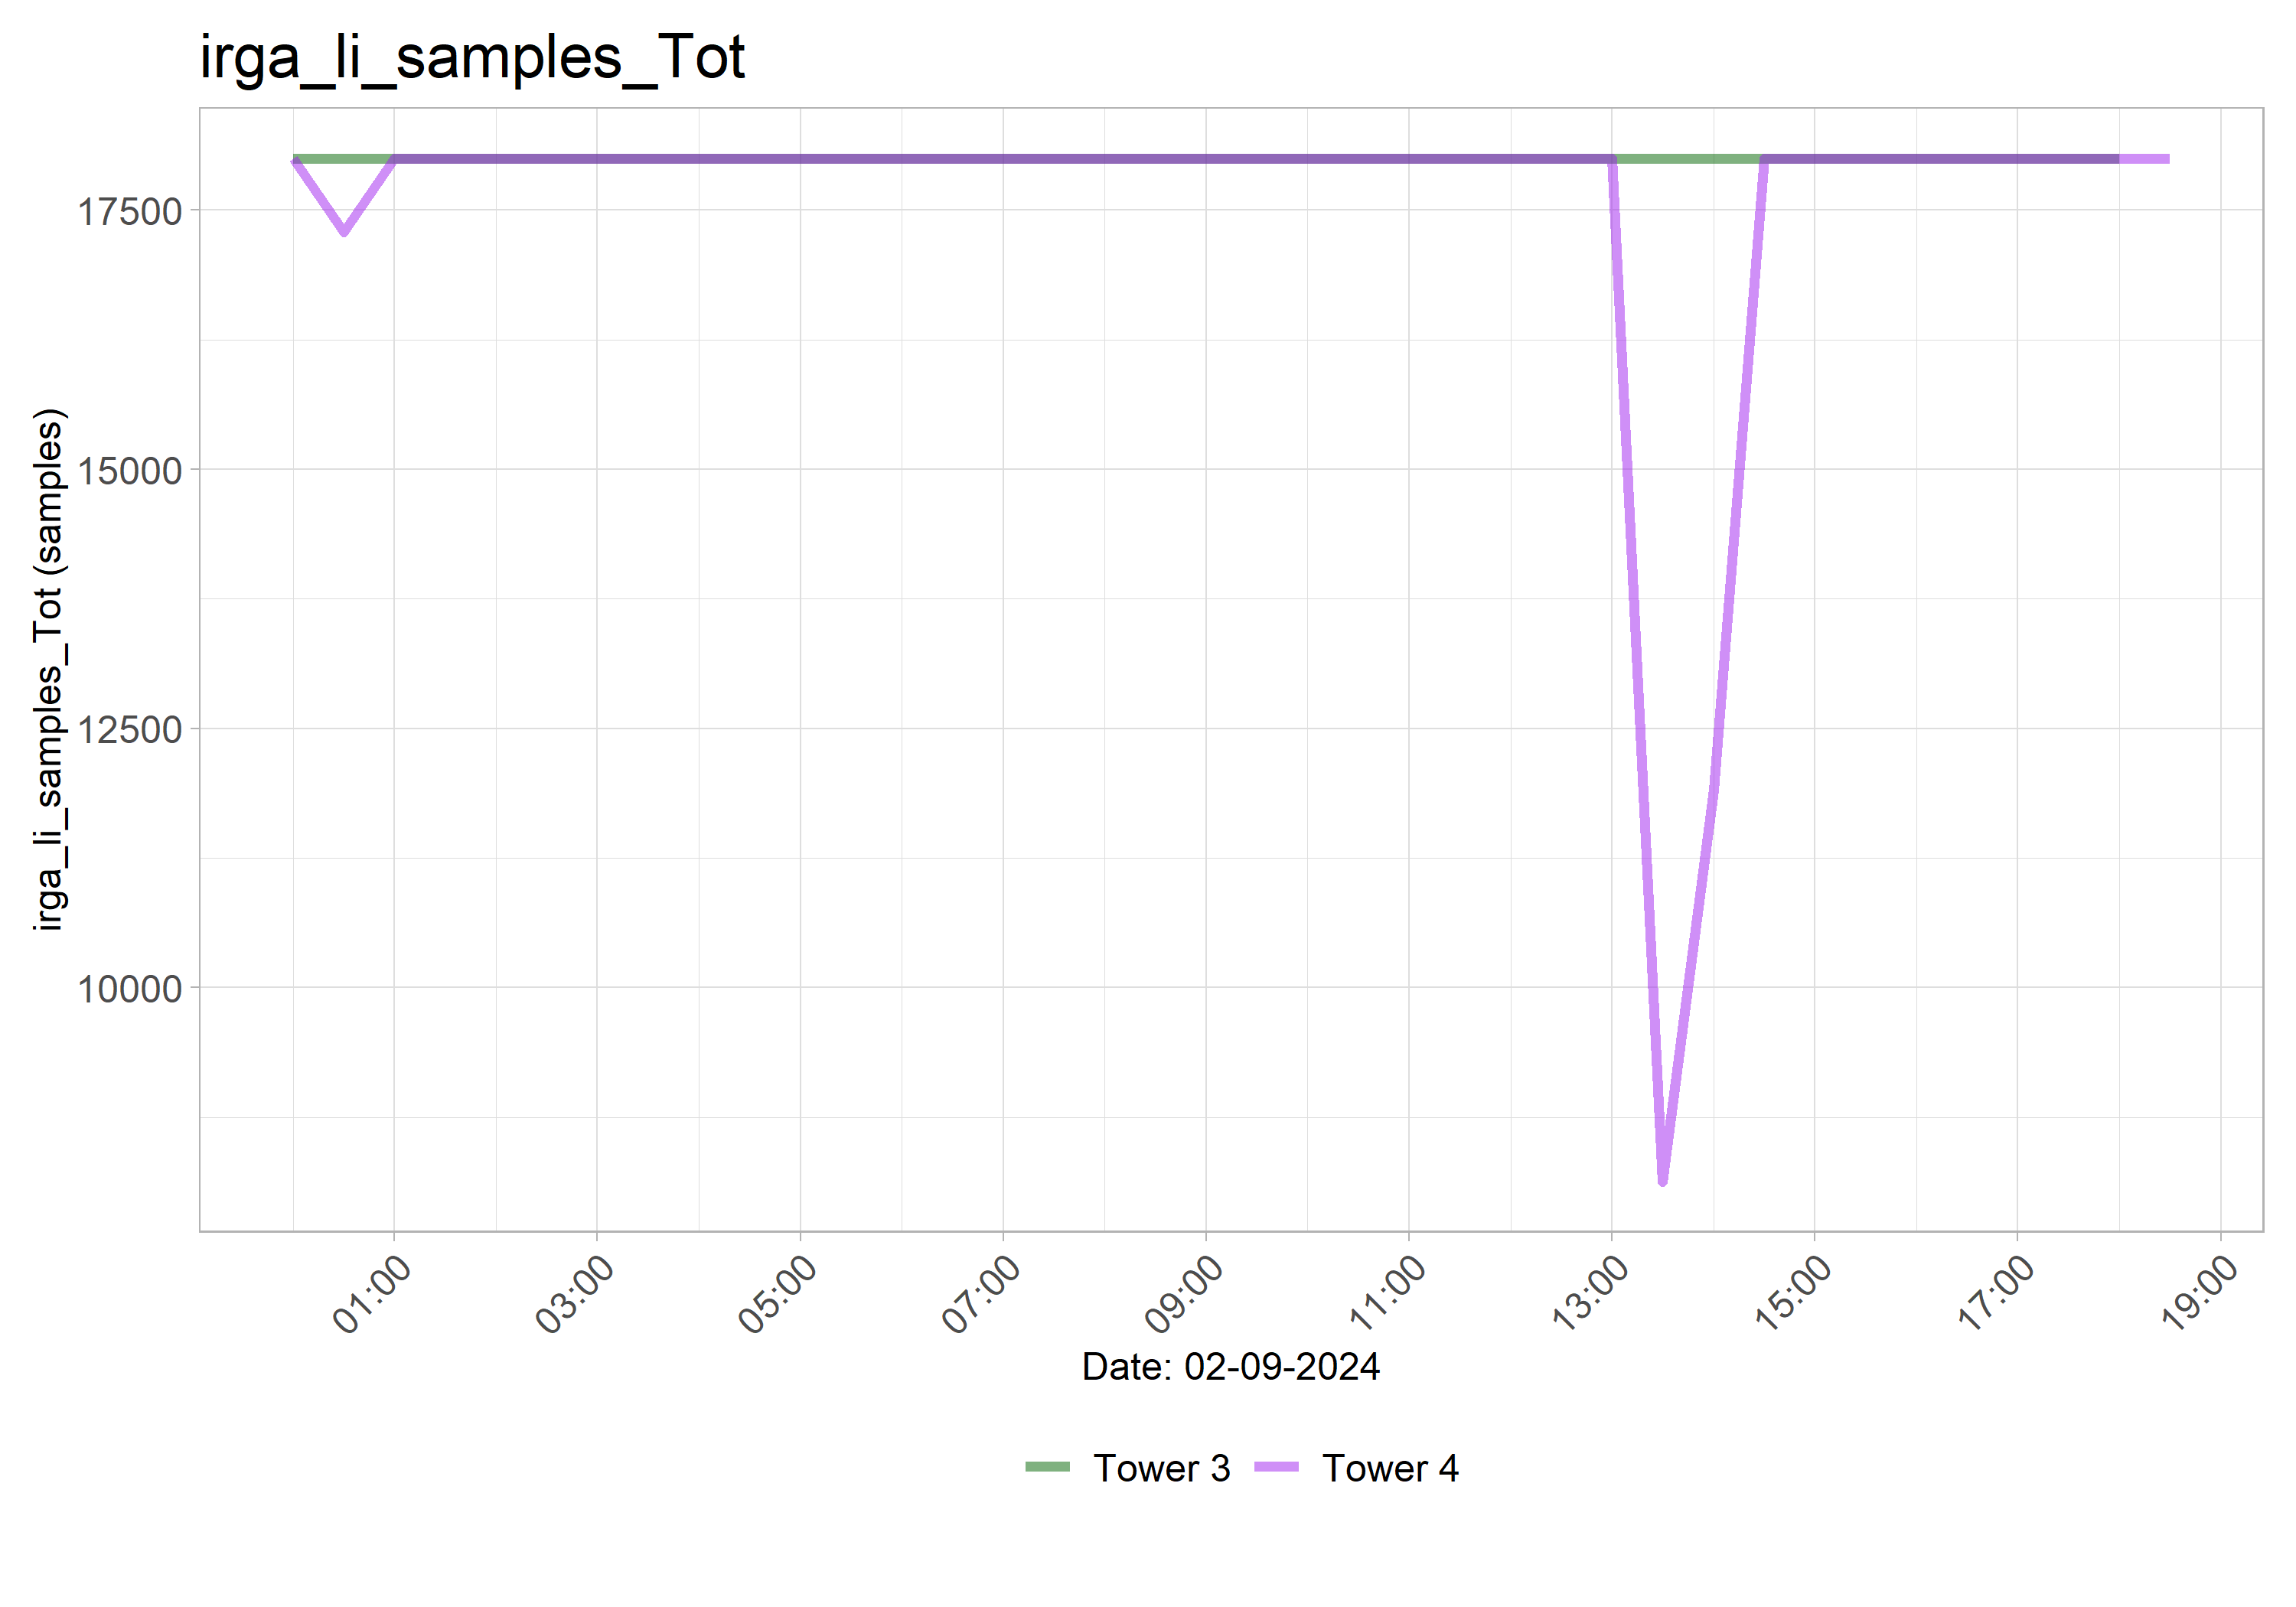 irga_li_samples_Tot
irga_li_samples_Tot (samples)
17500
15000
12500
10000
01:00
03:00
05:00
07:00
09:00
11:00
13:00
15:00
17:00
19:00
Date: 02-09-2024
Tower 3
Tower 4